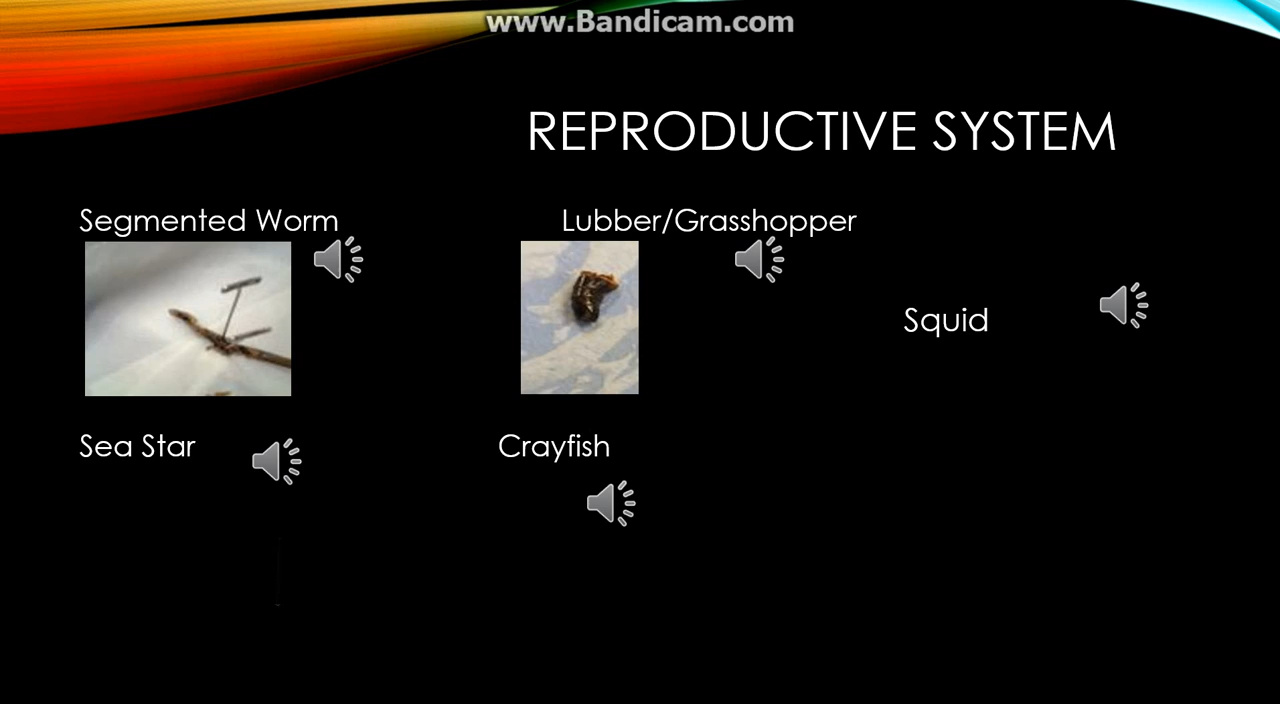 www.Bandicam.com
REPRODUCTIVE SYSTEM
Segmented Worm
Lubber/Grasshopper
Squid
Sea Star
Crayfish